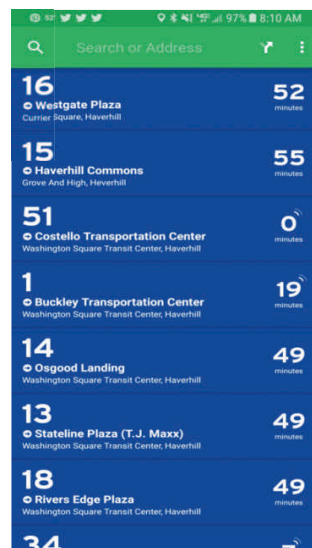 52° 97% 8:10 AM
Search or Address
16
Westgate Plaza
Currier Square, Haverhill
52
minutes
15
Haverhill Commons
Grove And High, Heverhill
55
minutes
51
Costello Transportation Center
Washington Square Transit Center, Haverhill
0
minutes
1
Buckley Transportation Center
Washington Square Transit Center, Haverhill
19
minutes
14
Osgood Landing
Washington Square Transit Center, Haverhill
49
minutes
13
Stateline Plaza (T.J. Maxx)
Washington Square Transit Center, Haverhill
49
minutes
18
Rivers Edge Plaza
Washington Square Transit Center, Haverhill
49
minutes
34